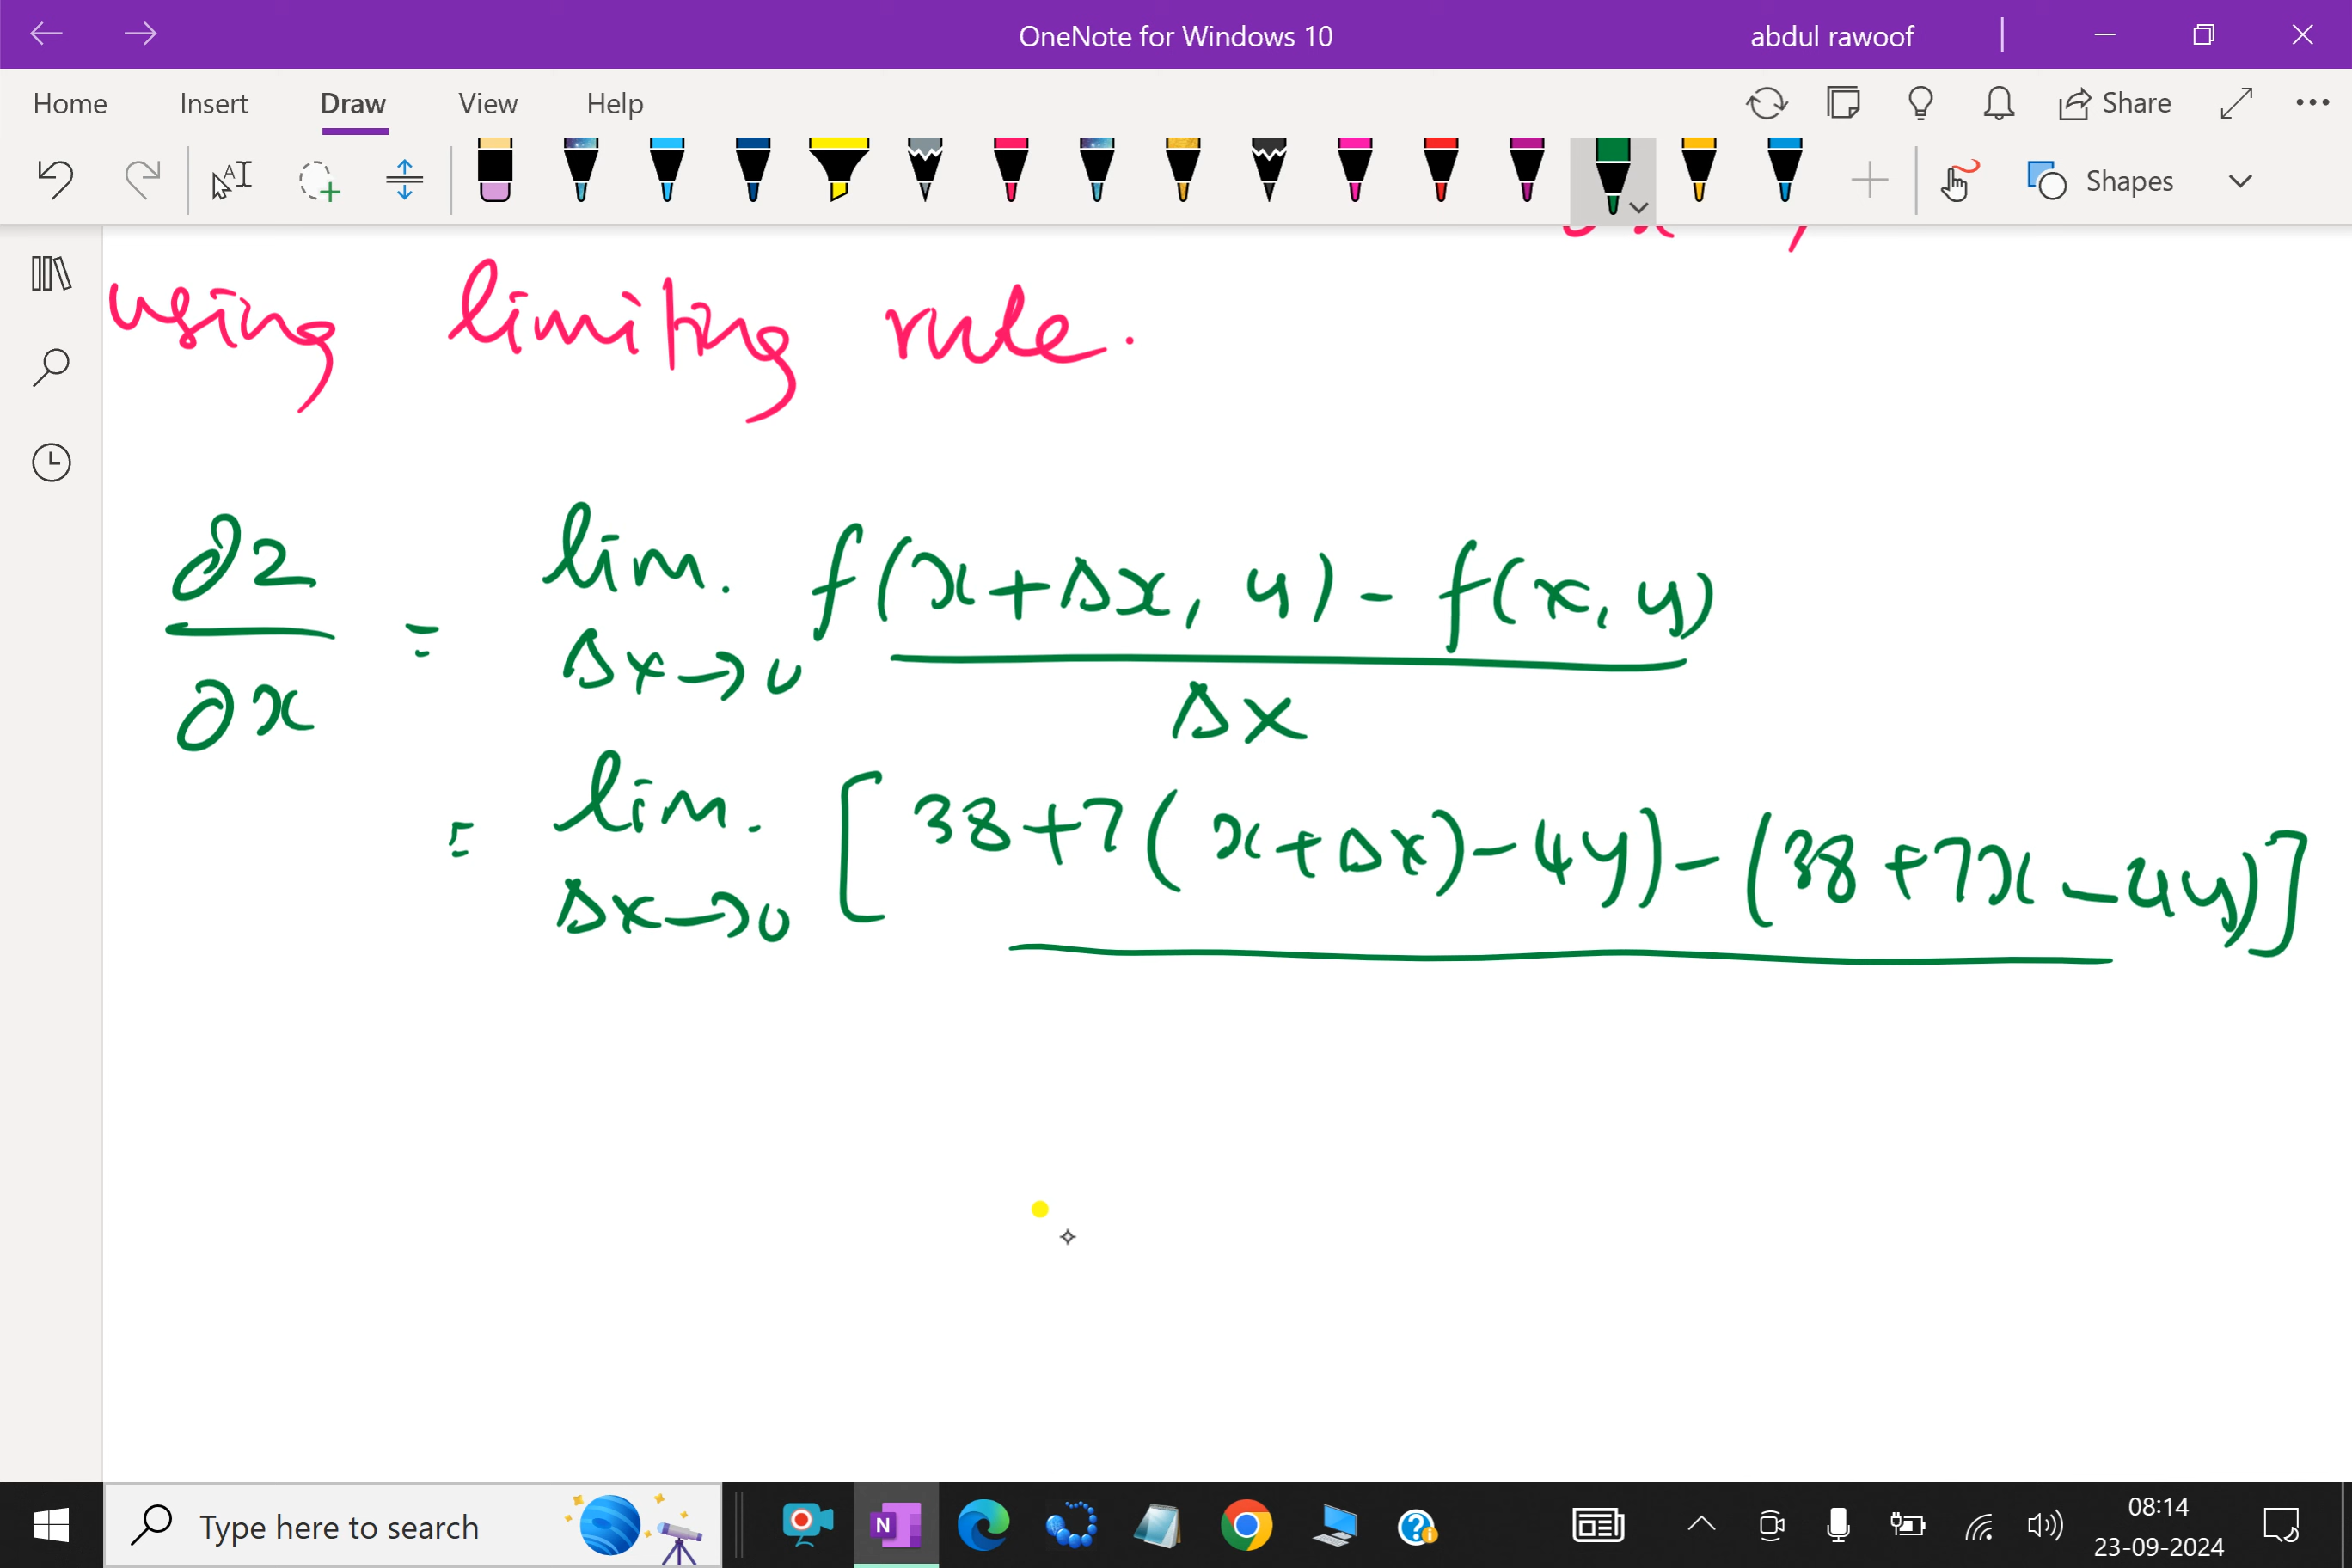 OneNote for Windows 10 abdul rawoof
Home Insert Draw View Help Share
Shapes
using limiting rule.
∂z/∂x = lim. Δx→0 f(x+Δx, y) - f(x, y) / Δx
= lim. Δx→0 [38+7(x+Δx)-4y)-(38+7x-4y)]
Type here to search
08:14
23-09-2024